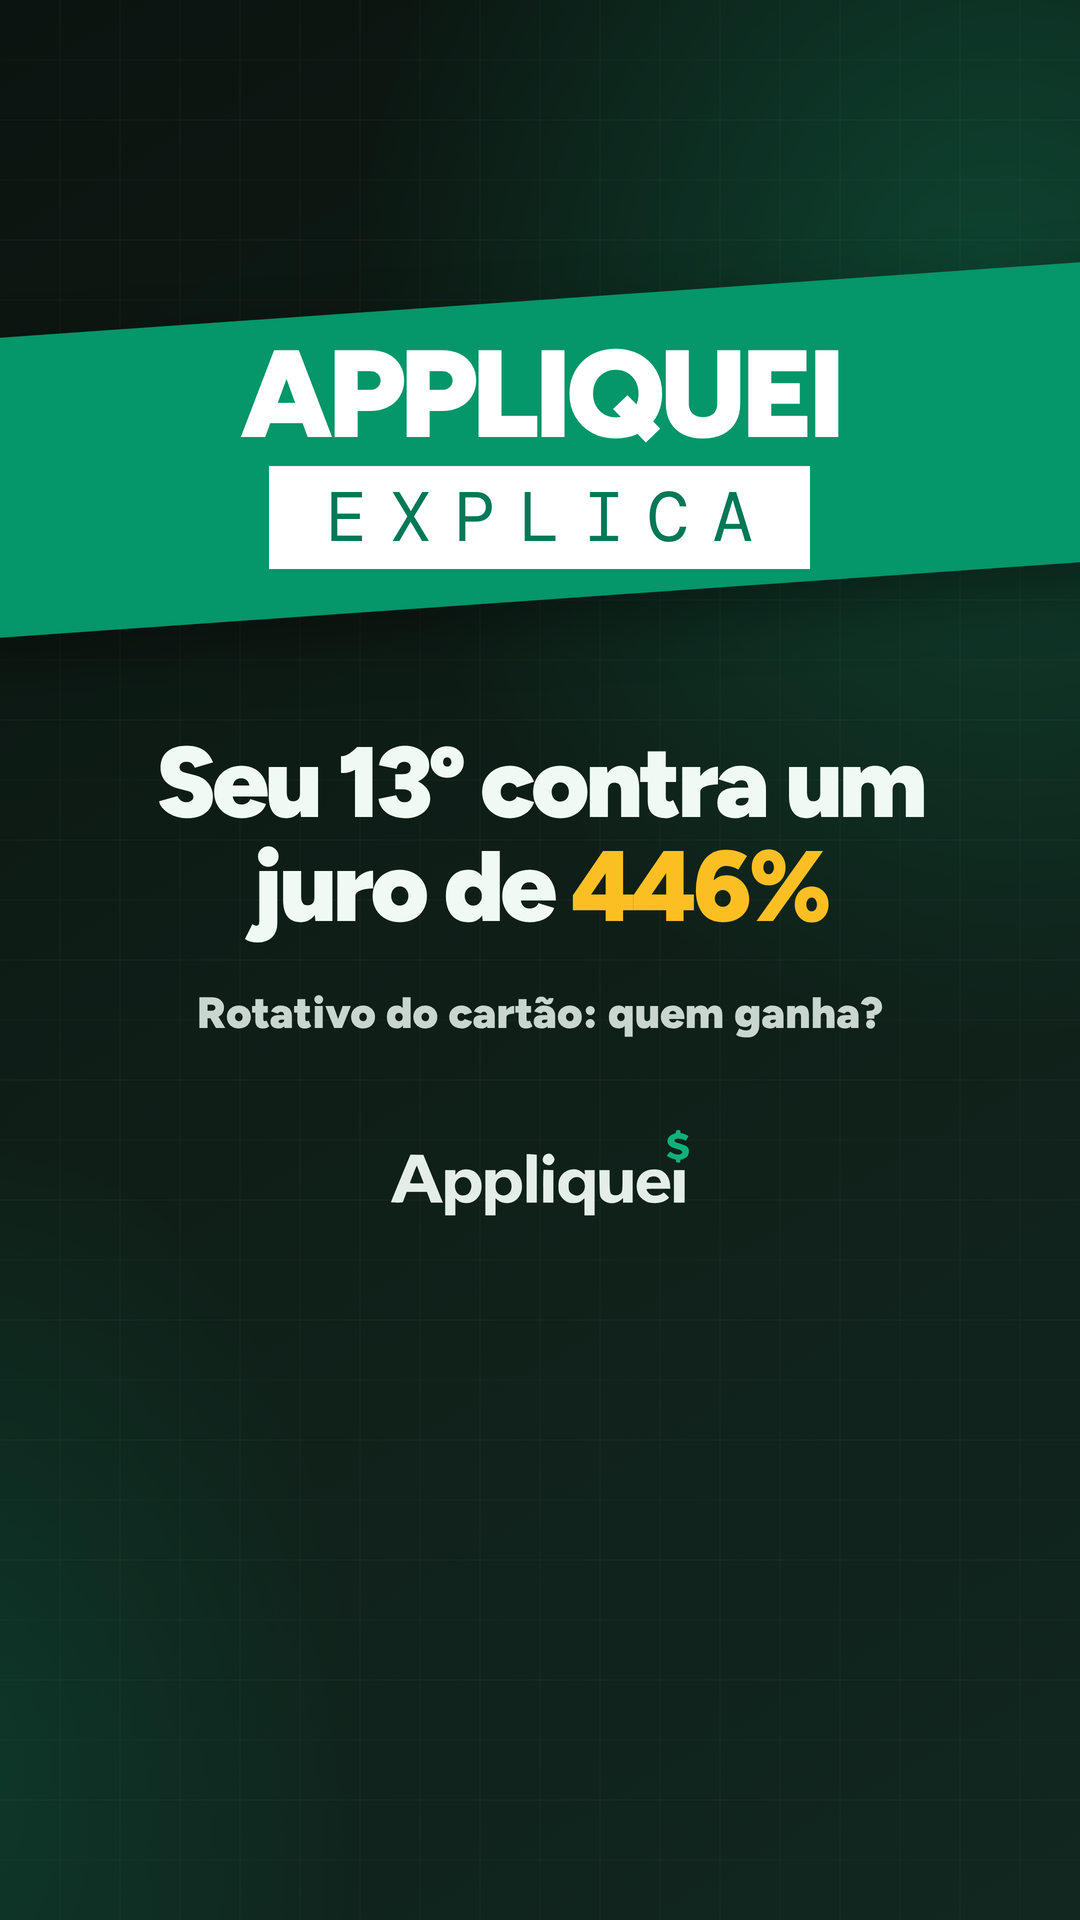 APPLIQUEI
EXPLICA
Seu 13º contra um
juro de 446%
Rotativo do cartão: quem ganha?
Appliquei$